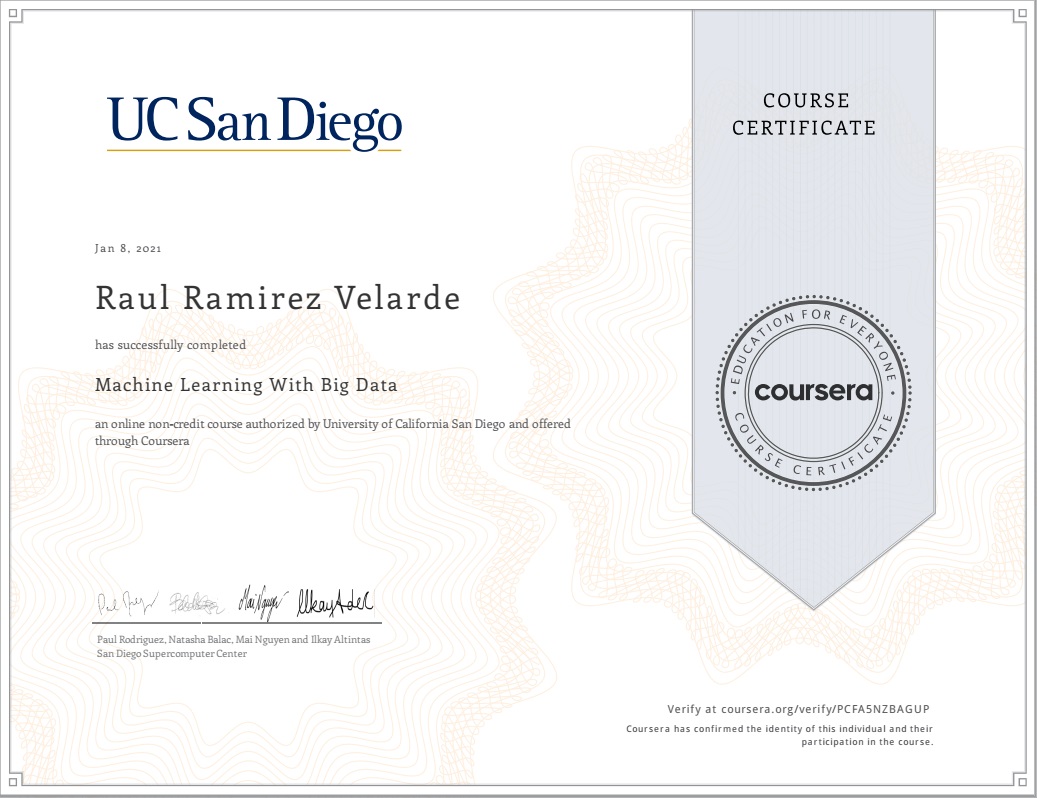 UC San Diego
COURSE
CERTIFICATE
Jan 8, 2021
Raul Ramirez Velarde
has successfully completed
Machine Learning With Big Data
an online non-credit course authorized by University of California San Diego and offered
through Coursera
EDUCATION FOR EVERYONE
coursera
COURSE CERTIFICATE
Paul Rodriguez, Natasha Balac, Mai Nguyen and Ilkay Altintas
San Diego Supercomputer Center
Verify at coursera.org/verify/PCFA5NZBAGUP
Coursera has confirmed the identity of this individual and their
participation in the course.